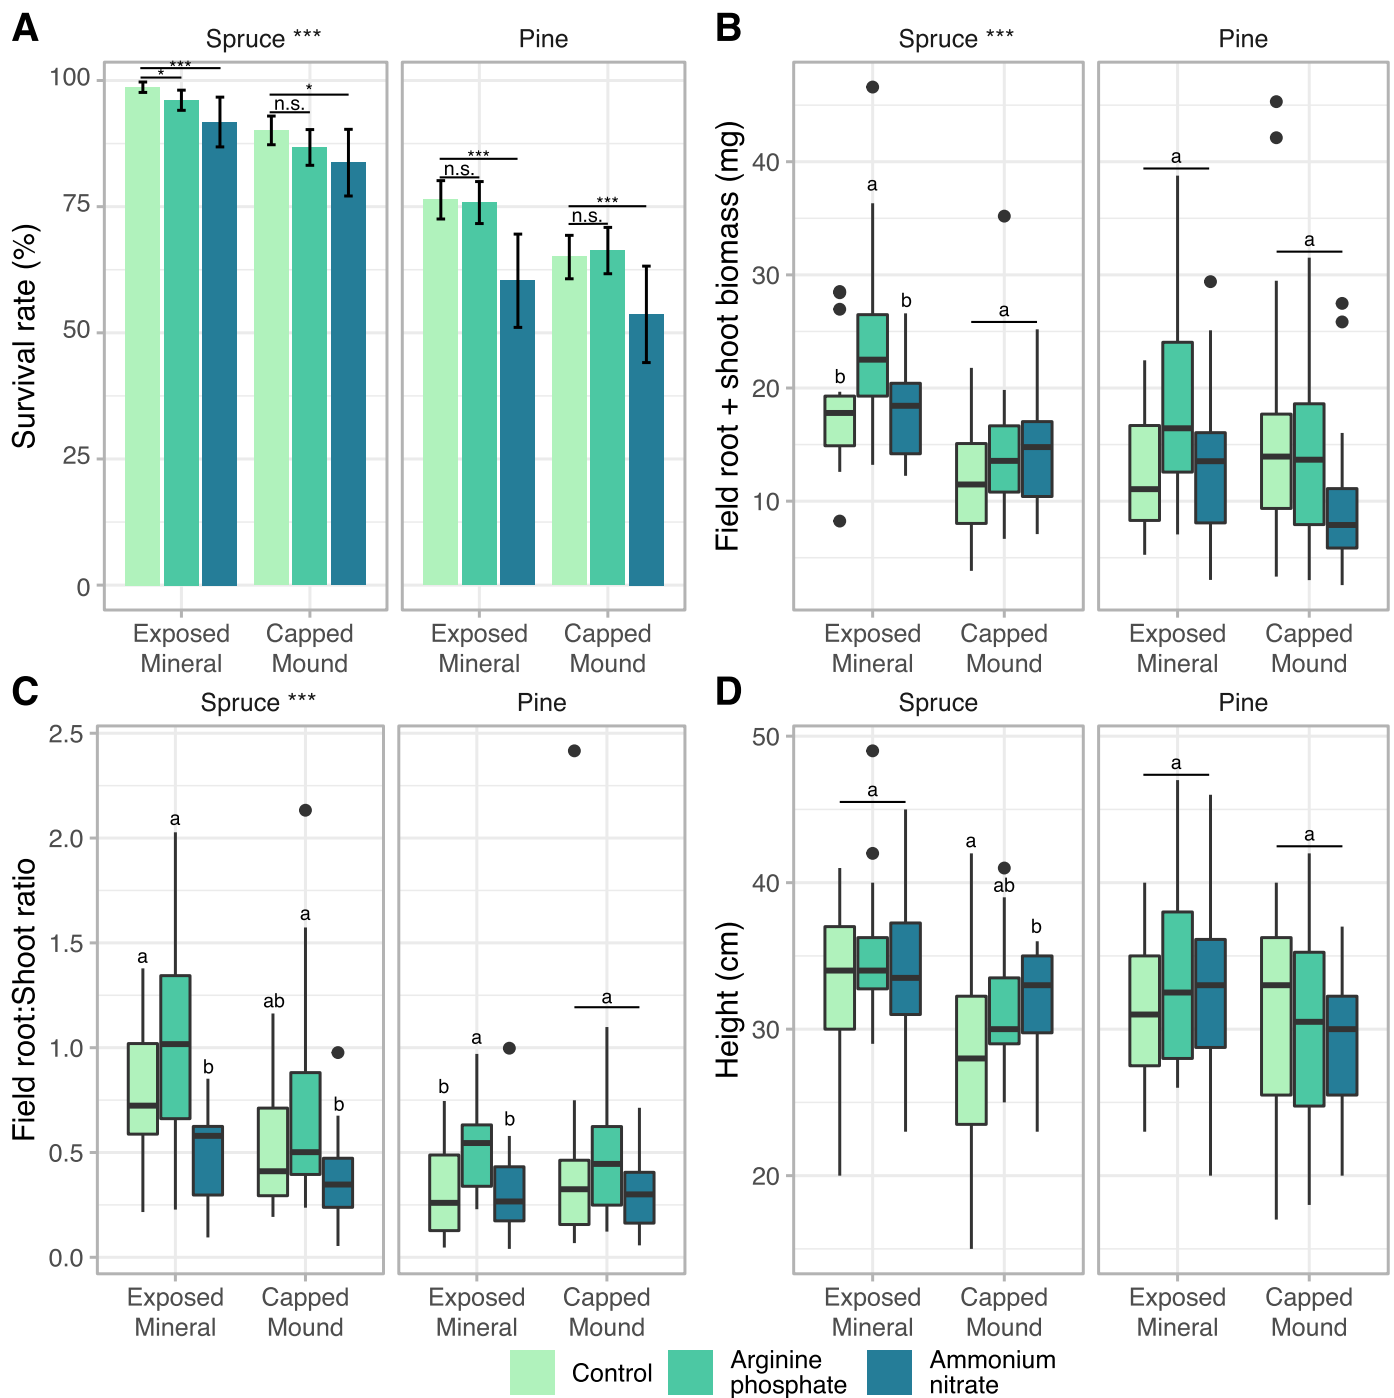 A
Spruce ***
Pine
Survival rate (%)
100
75
50
25
0
***
*
*
n.s.
***
n.s.
***
n.s.
Exposed
Mineral
Capped
Mound
Exposed
Mineral
Capped
Mound
B
Spruce ***
Pine
Field root + shoot biomass (mg)
40
30
20
10
b
a
b
a
a
a
Exposed
Mineral
Capped
Mound
Exposed
Mineral
Capped
Mound
C
Spruce ***
Pine
Field root:Shoot ratio
2.5
2.0
1.5
1.0
0.5
0.0
a
a
b
ab
a
b
b
a
b
a
Exposed
Mineral
Capped
Mound
Exposed
Mineral
Capped
Mound
D
Spruce
Pine
Height (cm)
50
40
30
20
a
a
ab
b
a
a
Exposed
Mineral
Capped
Mound
Exposed
Mineral
Capped
Mound
Control
Arginine
phosphate
Ammonium
nitrate